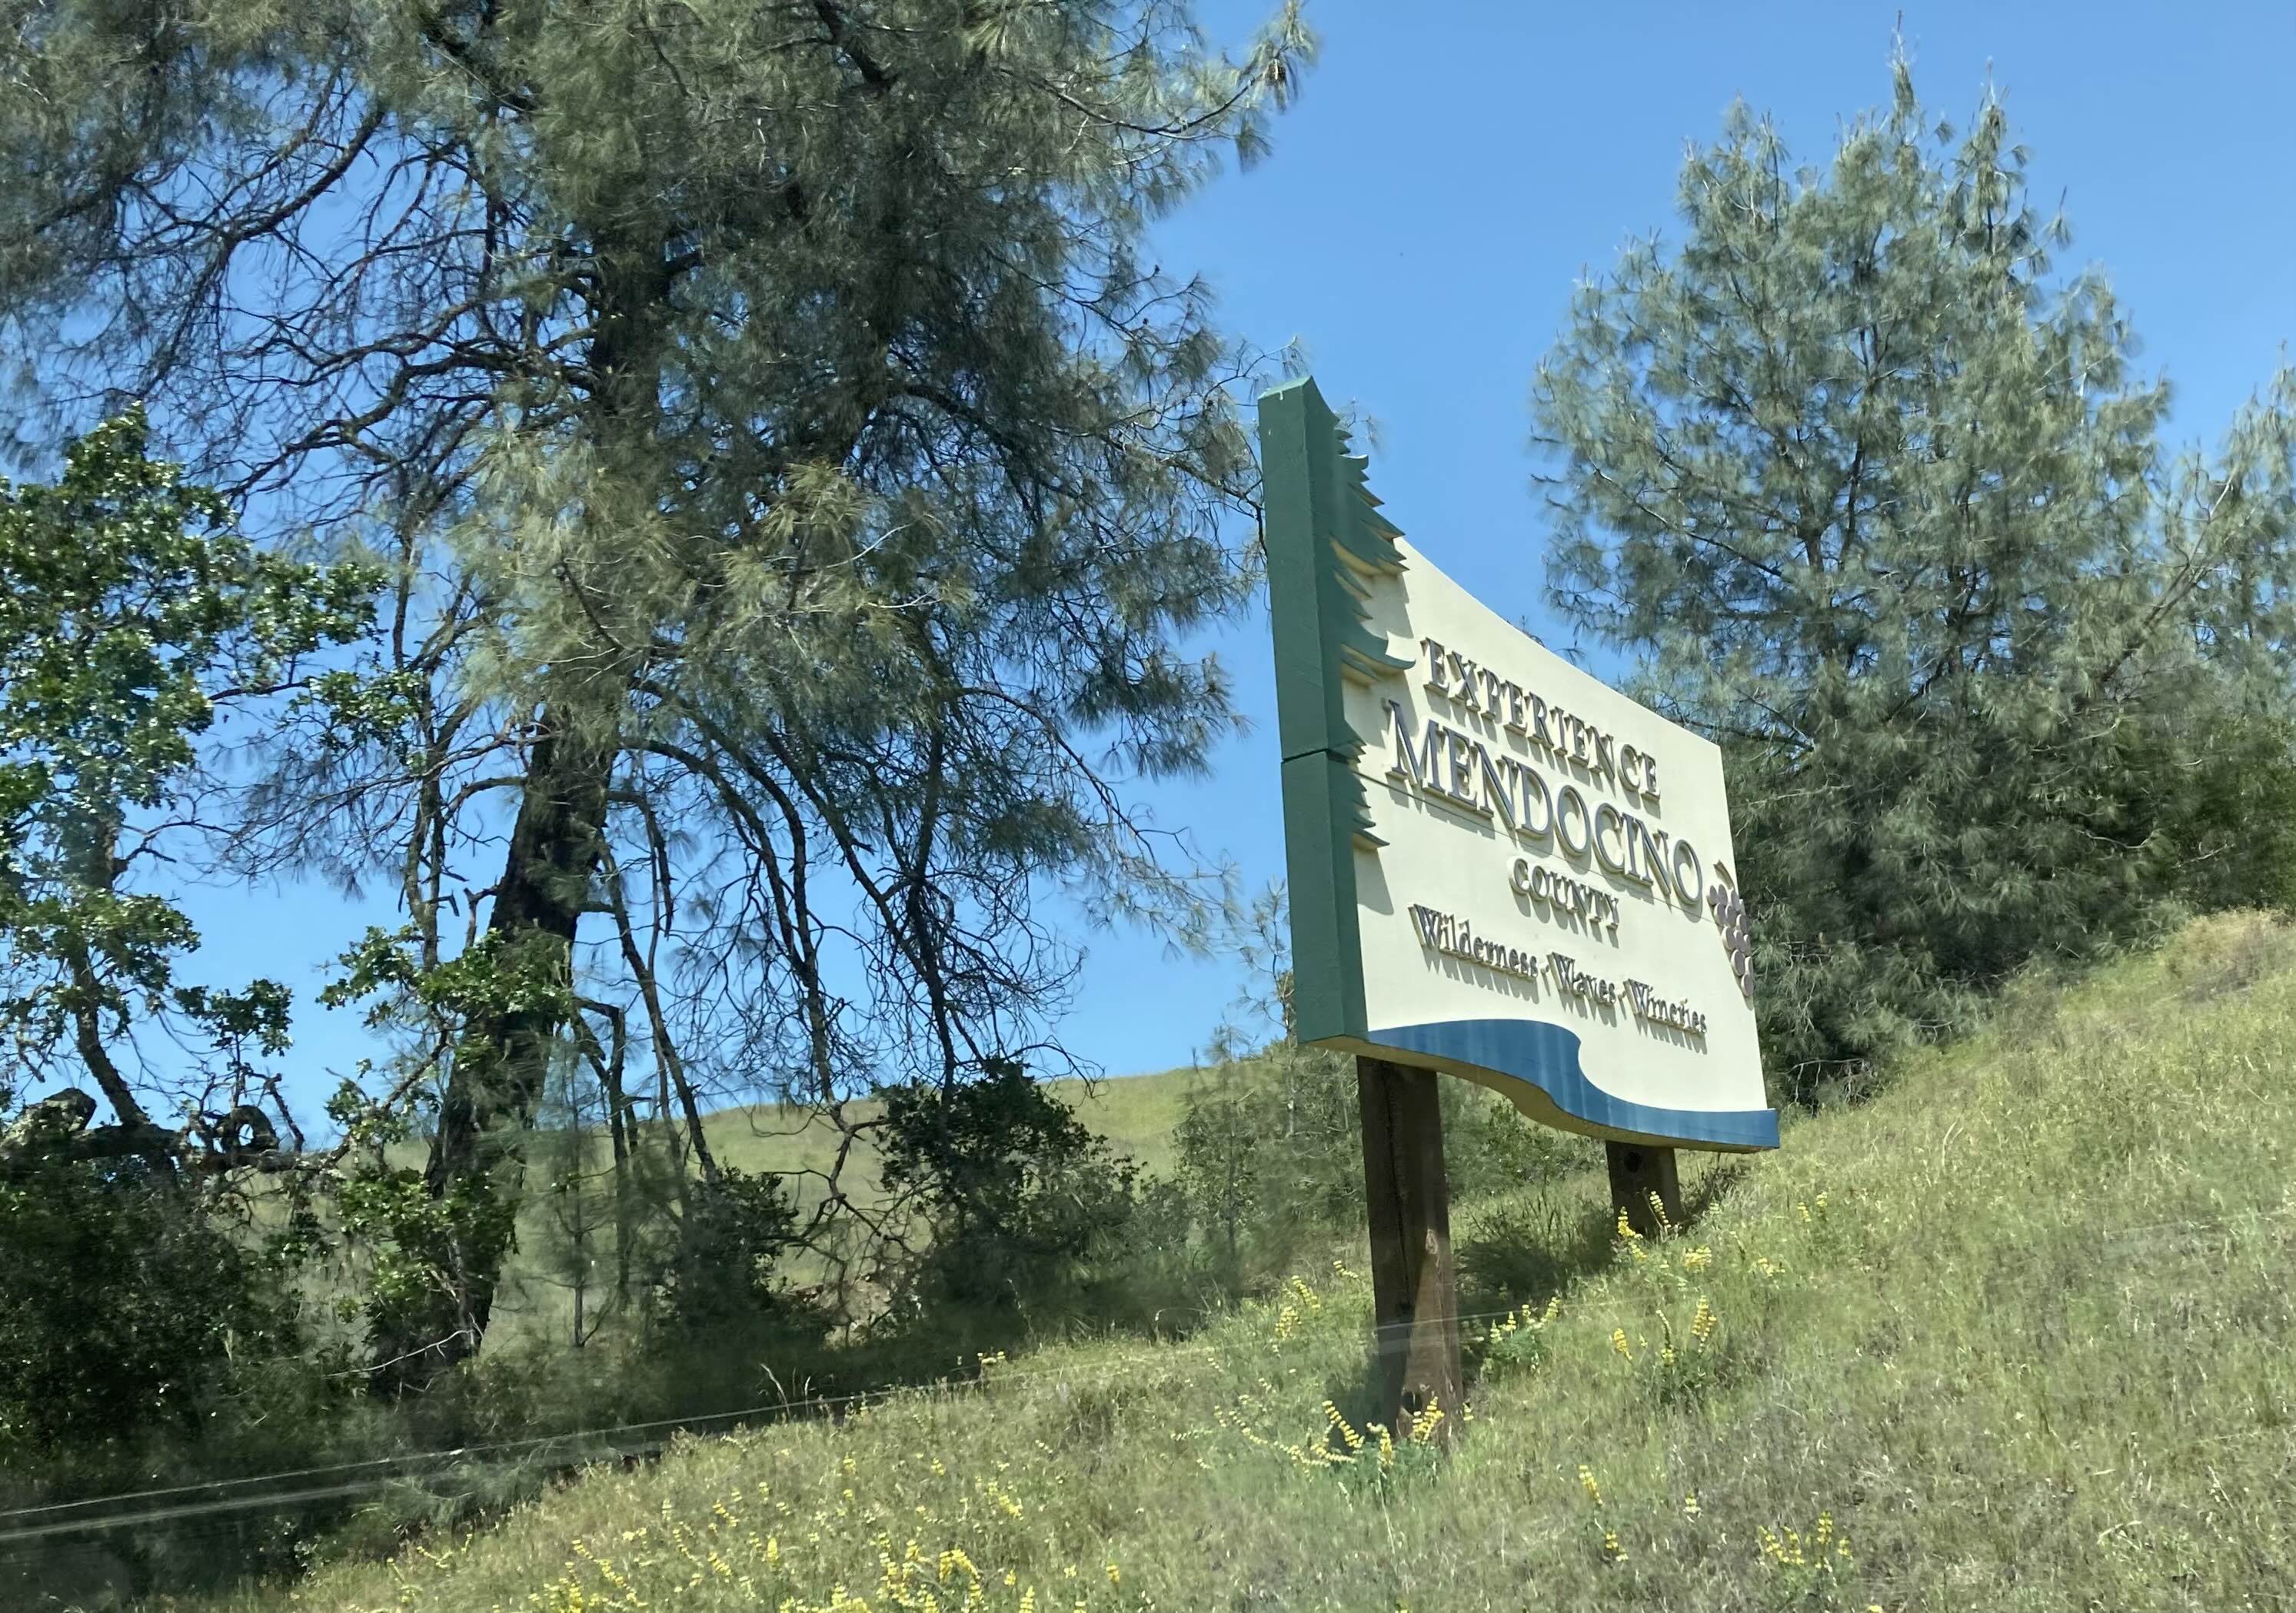 EXPERIENCE
MENDOCINO
COUNTY
Wilderness · Waves · Wineries